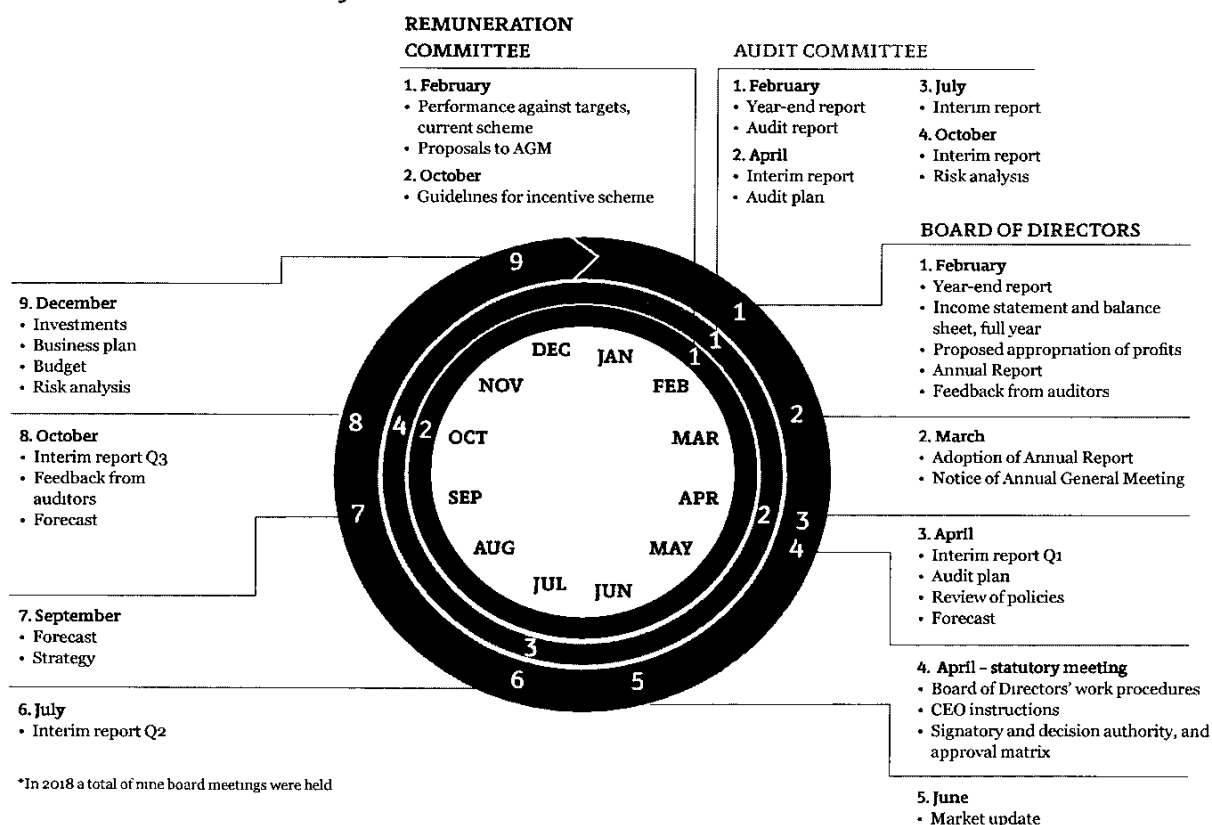 REMUNERATION
COMMITTEE
1. February
• Performance against targets,
current scheme
• Proposals to AGM
2. October
• Guidelines for incentive scheme
AUDIT COMMITTEE
1. February
• Year-end report
• Audit report
2. April
• Interim report
• Audit plan
3. July
• Interim report
4. October
• Interim report
• Risk analysis
BOARD OF DIRECTORS
1. February
• Year-end report
• Income statement and balance
sheet, full year
• Proposed appropriation of profits
• Annual Report
• Feedback from auditors
2. March
• Adoption of Annual Report
• Notice of Annual General Meeting
3. April
• Interim report Q1
• Audit plan
• Review of policies
• Forecast
4. April – statutory meeting
• Board of Directors' work procedures
• CEO instructions
• Signatory and decision authority, and
approval matrix
5. June
• Market update
6. July
• Interim report Q2
7. September
• Forecast
• Strategy
8. October
• Interim report Q3
• Feedback from
auditors
• Forecast
9. December
• Investments
• Business plan
• Budget
• Risk analysis
JAN
FEB
MAR
APR
MAY
JUN
JUL
AUG
SEP
OCT
NOV
DEC
1
2
3
4
5
6
7
8
9
1
2
3
4
1
2
*In 2018 a total of nine board meetings were held